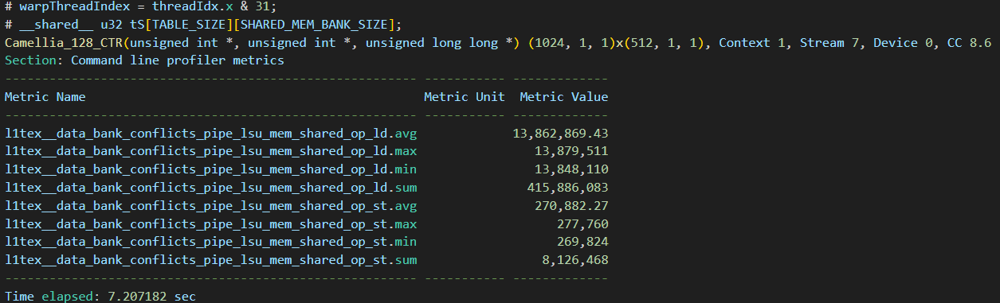 # warpThreadIndex = threadIdx.x & 31;
# __shared__ u32 tS[TABLE_SIZE][SHARED_MEM_BANK_SIZE];
Camellia_128_CTR(unsigned int *, unsigned int *, unsigned long long *) (1024, 1, 1)x(512, 1, 1), Context 1, Stream 7, Device 0, CC 8.6
Section: Command line profiler metrics
-------------------------------------------------------- ----------- -------------
Metric Name Metric Unit Metric Value
-------------------------------------------------------- ----------- -------------
l1tex__data_bank_conflicts_pipe_lsu_mem_shared_op_ld.avg 13,862,869.43
l1tex__data_bank_conflicts_pipe_lsu_mem_shared_op_ld.max 13,879,511
l1tex__data_bank_conflicts_pipe_lsu_mem_shared_op_ld.min 13,848,110
l1tex__data_bank_conflicts_pipe_lsu_mem_shared_op_ld.sum 415,886,083
l1tex__data_bank_conflicts_pipe_lsu_mem_shared_op_st.avg 270,882.27
l1tex__data_bank_conflicts_pipe_lsu_mem_shared_op_st.max 277,760
l1tex__data_bank_conflicts_pipe_lsu_mem_shared_op_st.min 269,824
l1tex__data_bank_conflicts_pipe_lsu_mem_shared_op_st.sum 8,126,468
-------------------------------------------------------- ----------- -------------
Time elapsed: 7.207182 sec